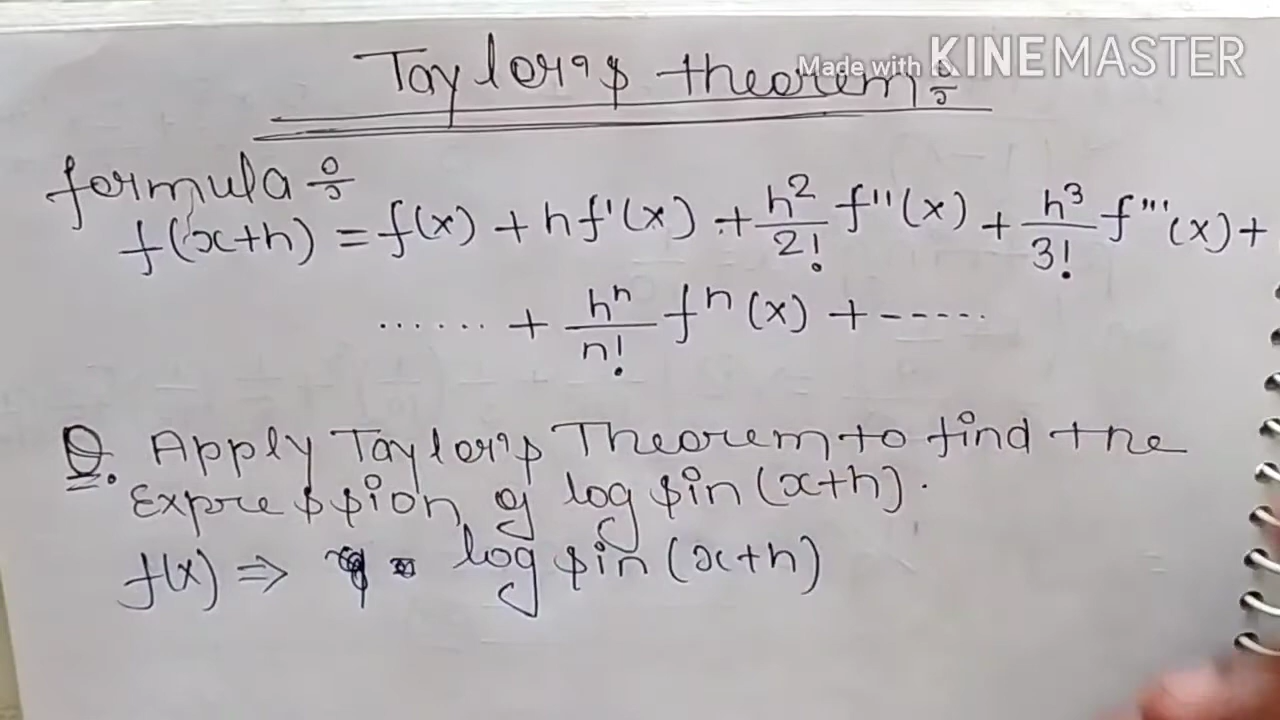 Taylor's theorem :-
Made with KINEMASTER
formula :-
f(x+h) = f(x) + hf'(x) + h²/2! f''(x) + h³/3! f'''(x) +
...... + hⁿ/n! fⁿ(x) + -----
Q. Apply Taylor's Theorem to find the
Expression of log sin (x+h).
f(x) ⇒ log sin (x+h)